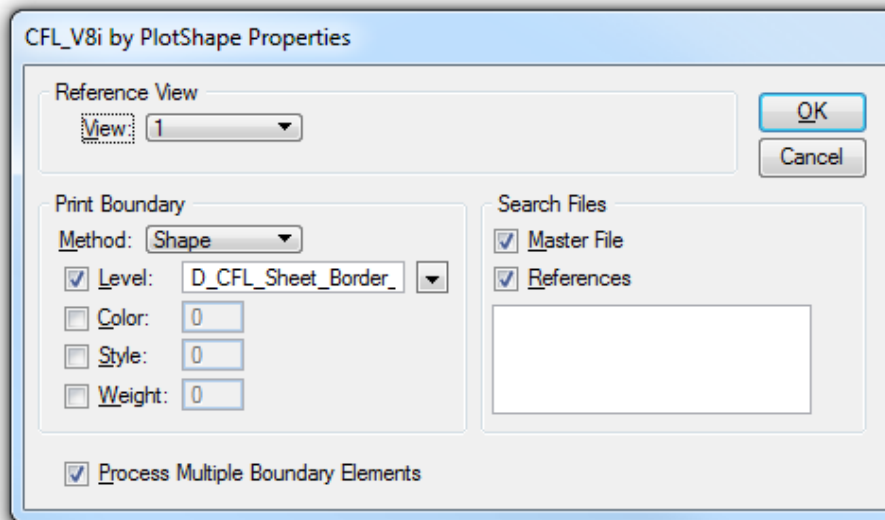 CFL_V8i by PlotShape Properties
Reference View
View: 1
OK
Cancel
Print Boundary
Method: Shape
Level: D_CFL_Sheet_Border_
Color: 0
Style: 0
Weight: 0
Search Files
Master File
References
Process Multiple Boundary Elements